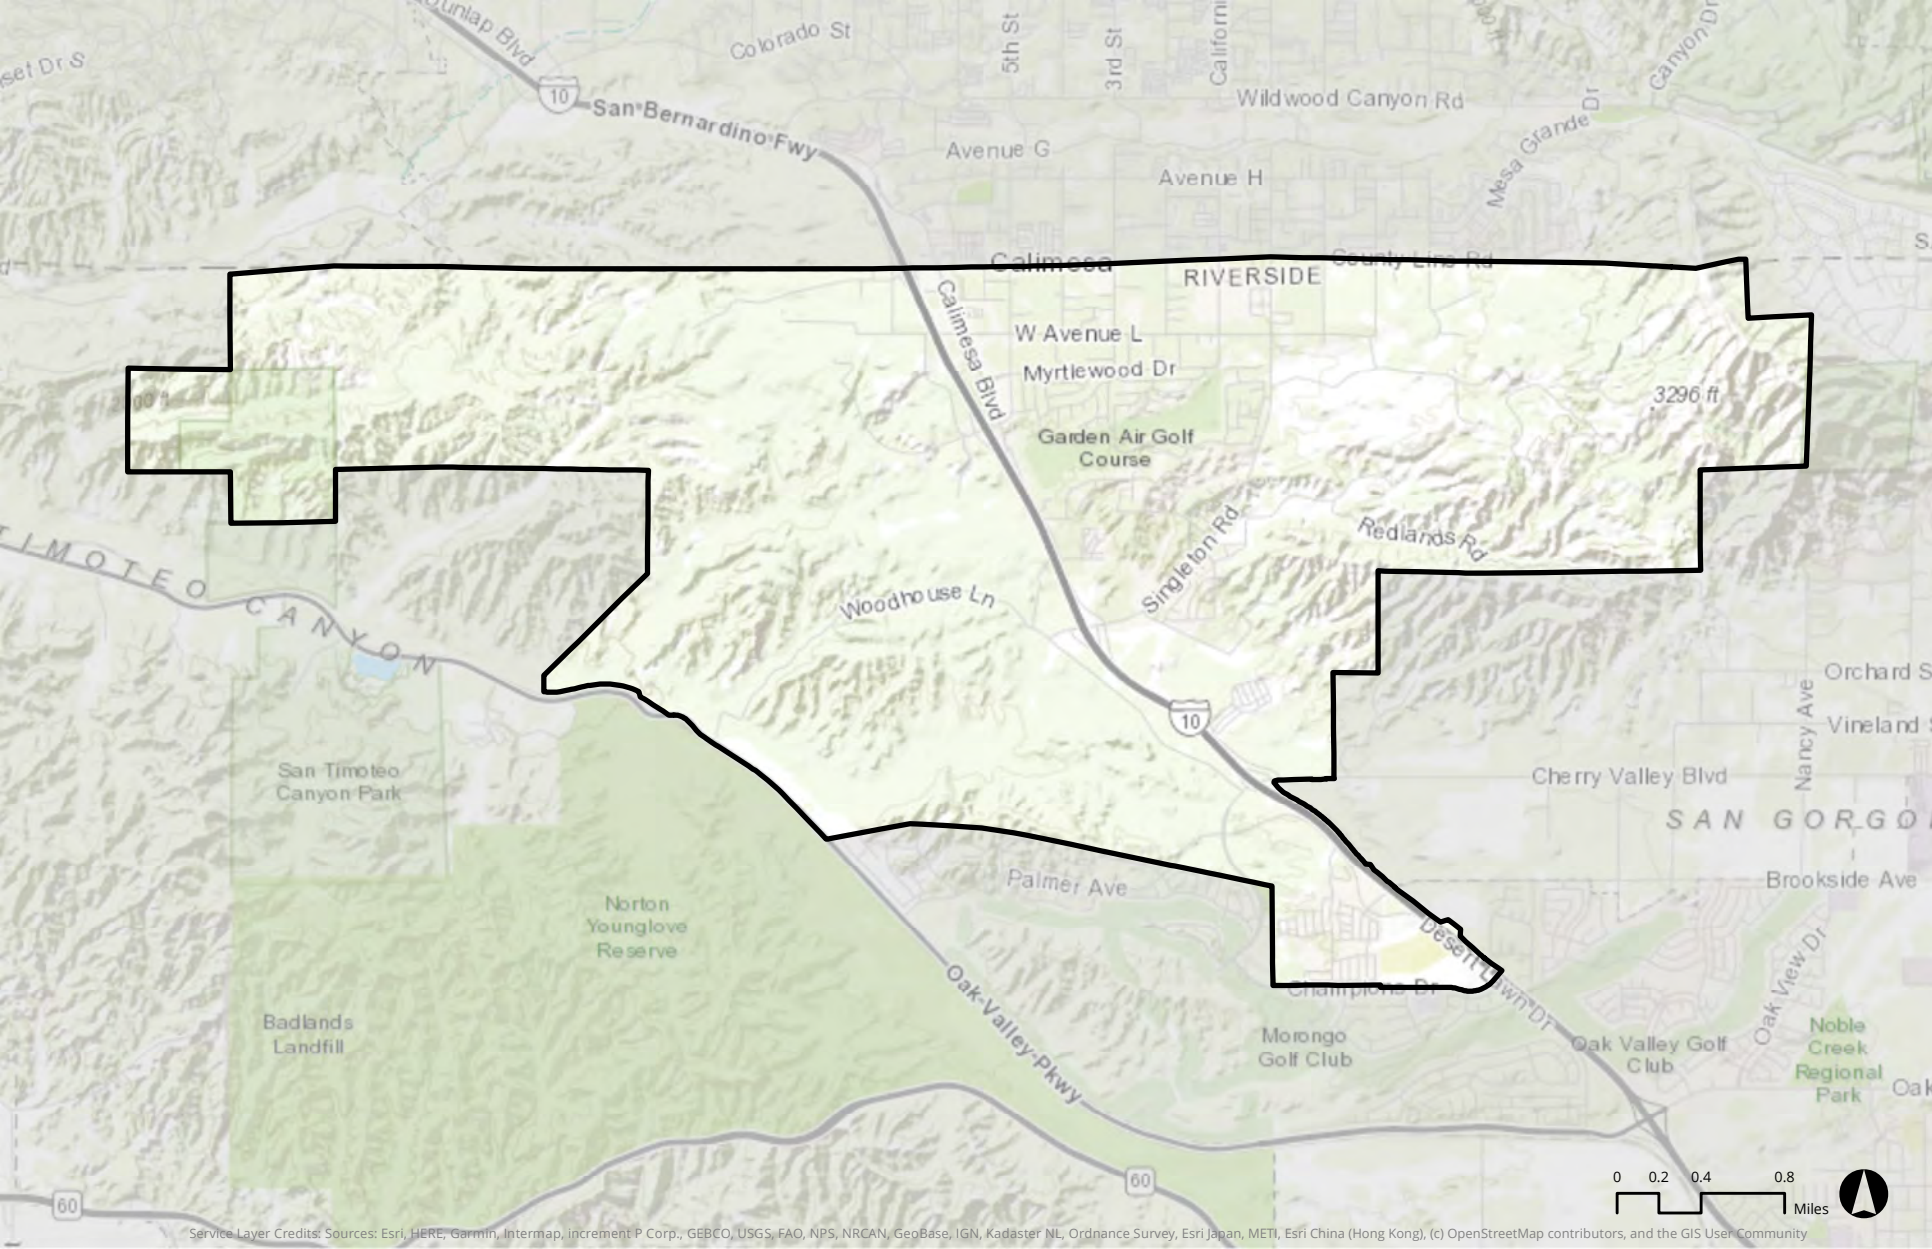 Dunlap Blvd
Colorado St
5th St
3rd St
Canyon Dr
set Dr S
10
San Bernardino Fwy
Wildwood Canyon Rd
Mesa Grande Dr
Avenue G
Avenue H
Calimesa
County Line Rd
RIVERSIDE
Calimesa Blvd
W Avenue L
Myrtlewood Dr
3296 ft
Garden Air Golf
Course
Singleton Rd
Redlands Rd
TIMOTEO CANYON
Woodhouse Ln
10
Orchard S
Nancy Ave
Vineland S
San Timoteo
Canyon Park
Cherry Valley Blvd
SAN GORGO
Palmer Ave
Brookside Ave
Norton
Younglove
Reserve
Desert Lawn Dr
Champions Dr
Oak Valley Pkwy
Oak View Dr
Badlands
Landfill
Morongo
Golf Club
Oak Valley Golf
Club
Noble
Creek
Regional
Park
Oak
60
60
0 0.2 0.4 0.8
Miles
Service Layer Credits: Sources: Esri, HERE, Garmin, Intermap, increment P Corp., GEBCO, USGS, FAO, NPS, NRCAN, GeoBase, IGN, Kadaster NL, Ordnance Survey, Esri Japan, METI, Esri China (Hong Kong), (c) OpenStreetMap contributors, and the GIS User Community